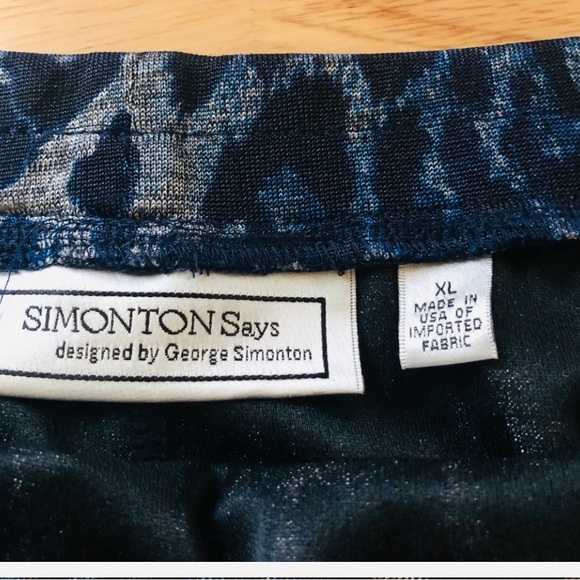 SIMONTON Says
designed by George Simonton
XL
MADE IN
USA OF
IMPORTED
FABRIC